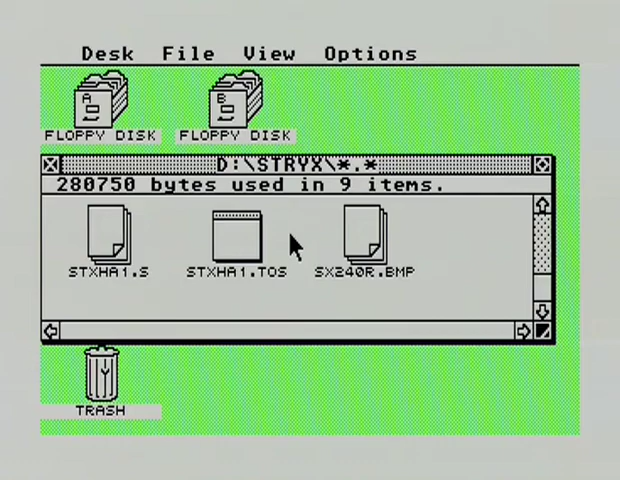 Desk File View Options
A
B
FLOPPY DISK FLOPPY DISK
D:\STRYX\*.*
280750 bytes used in 9 items.
STXHA1.S STXHA1.TOS SX240R.BMP
TRASH